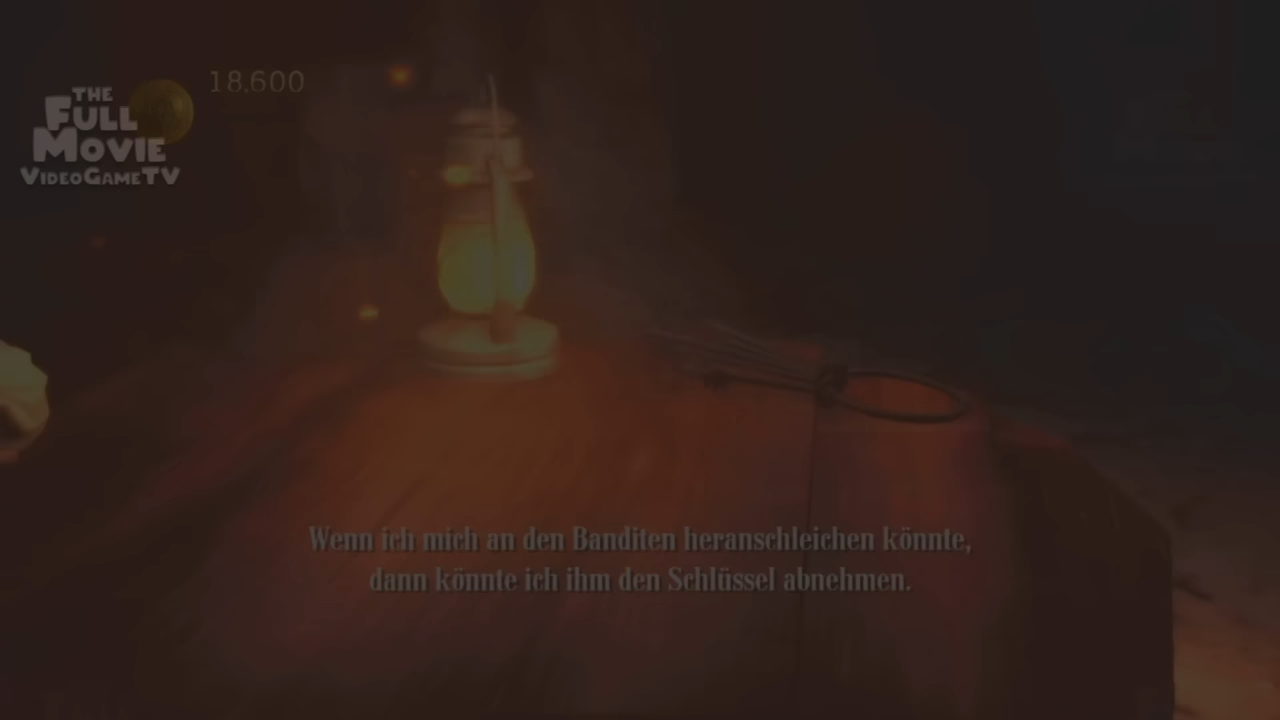 18.600
THE
FULL
MOVIE
VIDEOGAMETV
Wenn ich mich an den Banditen heranschleichen könnte,
dann könnte ich ihm den Schlüssel abnehmen.